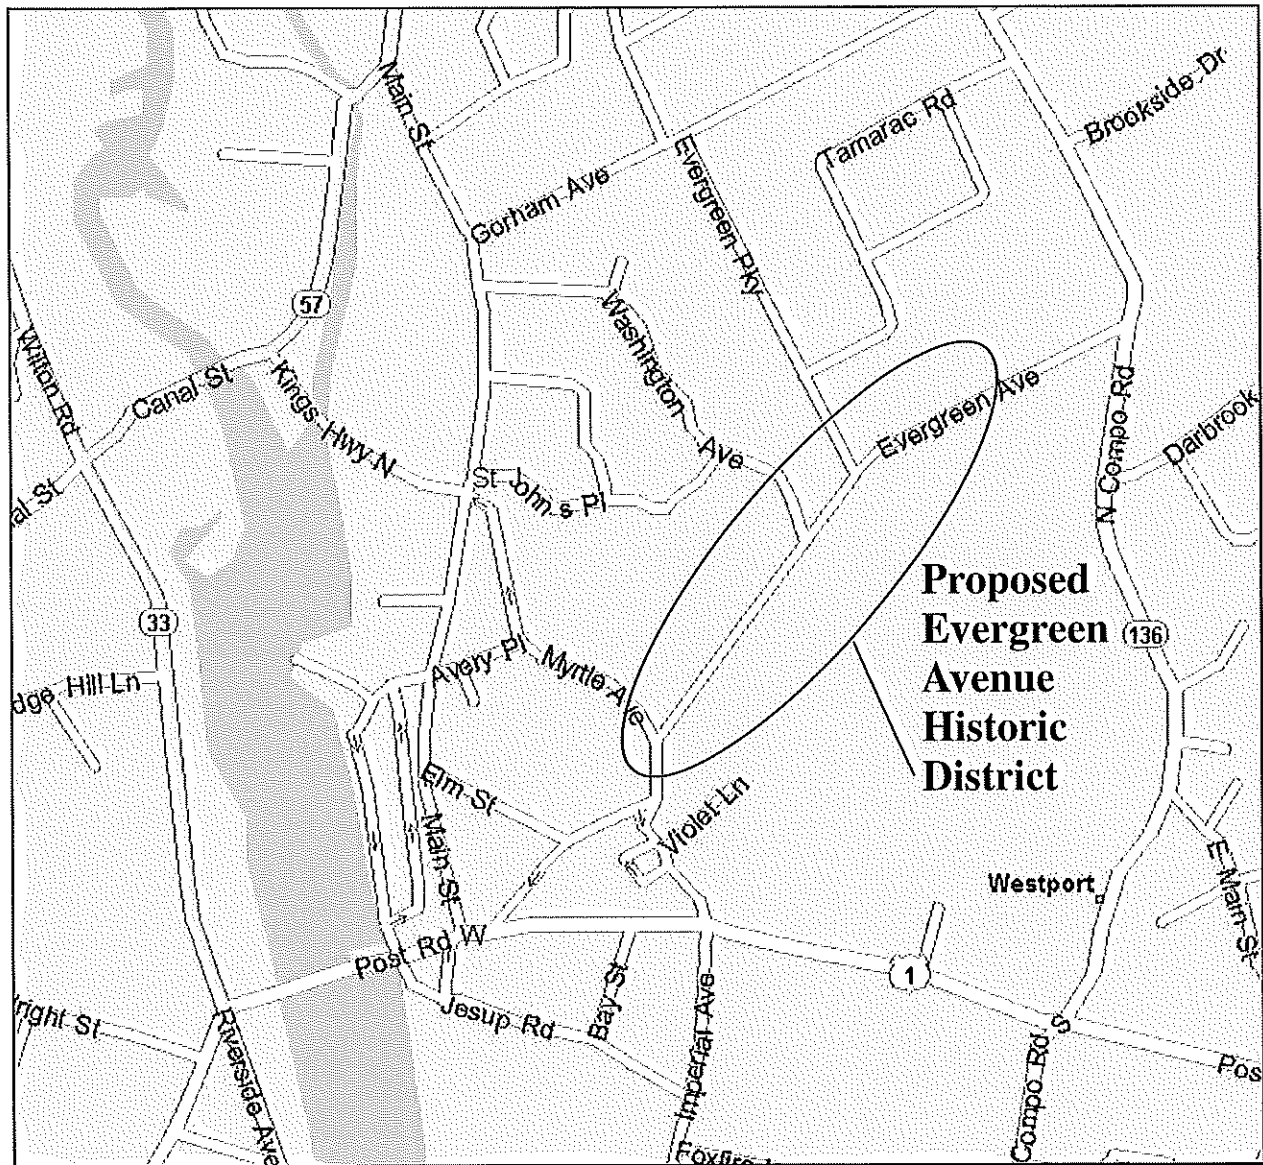 Main St
Brookside Dr
Tamarac Rd
Evergreen Pky
Gorham Ave
57
Washington
Ave
Wilton Rd
Canal St
Kings Hwy N
Evergreen Ave
N Compo Rd
Darbrook
St John s Pl
al St
Proposed
Evergreen
Avenue
Historic
District
33
136
Avery Pl
Myrtle Ave
dge Hill Ln
Elm St
Main St
Violet Ln
Westport
E Main St
Post Rd W
1
Bay St
Jesup Rd
Imperial Ave
right St
Riverside Ave
Compo Rd S
Pos